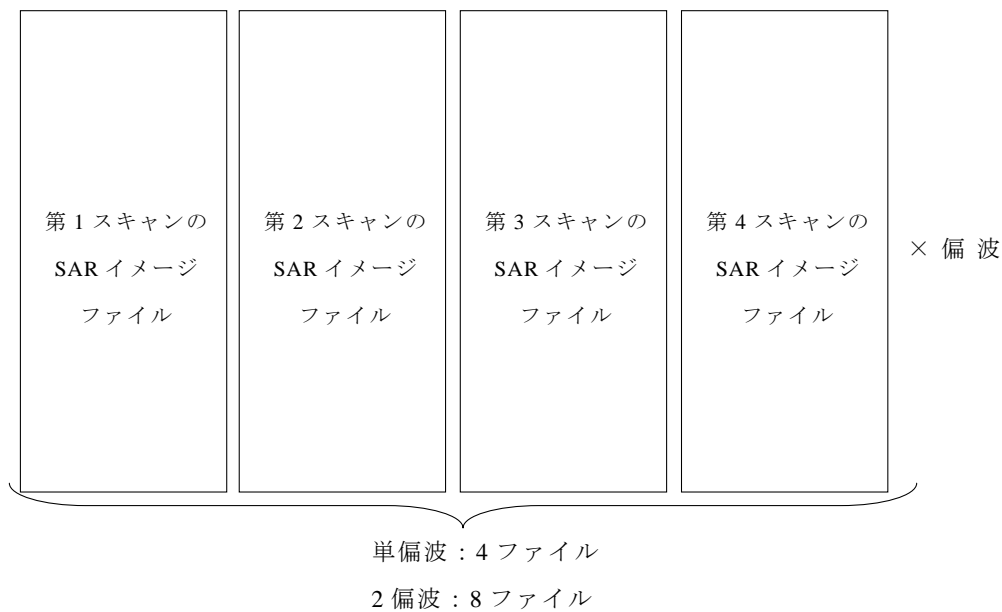 第 1 スキャンの
SAR イメージ
ファイル
第 2 スキャンの
SAR イメージ
ファイル
第 3 スキャンの
SAR イメージ
ファイル
第 4 スキャンの
SAR イメージ
ファイル
× 偏 波
単偏波 : 4 ファイル
2 偏波 : 8 ファイル